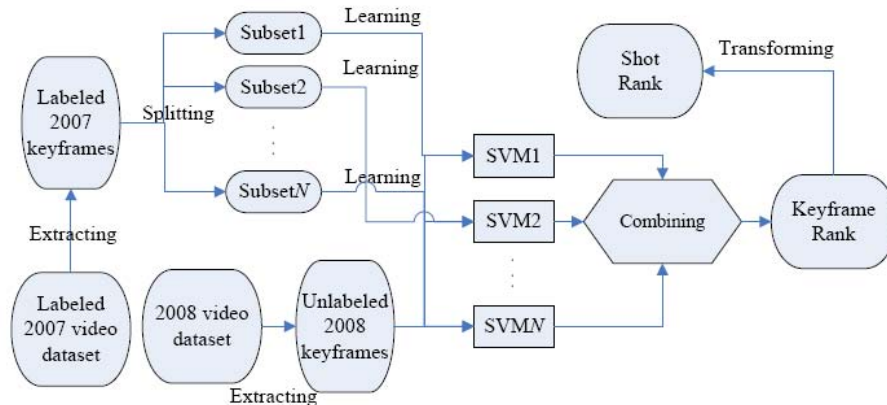 Learning
Subset1
Shot
Rank
Transforming
Learning
Subset2
Labeled
2007
keyframes
Splitting
SVM1
Learning
SubsetN
SVM2
Combining
Keyframe
Rank
Extracting
Labeled
2007 video
dataset
2008 video
dataset
Unlabeled
2008
keyframes
SVMN
Extracting